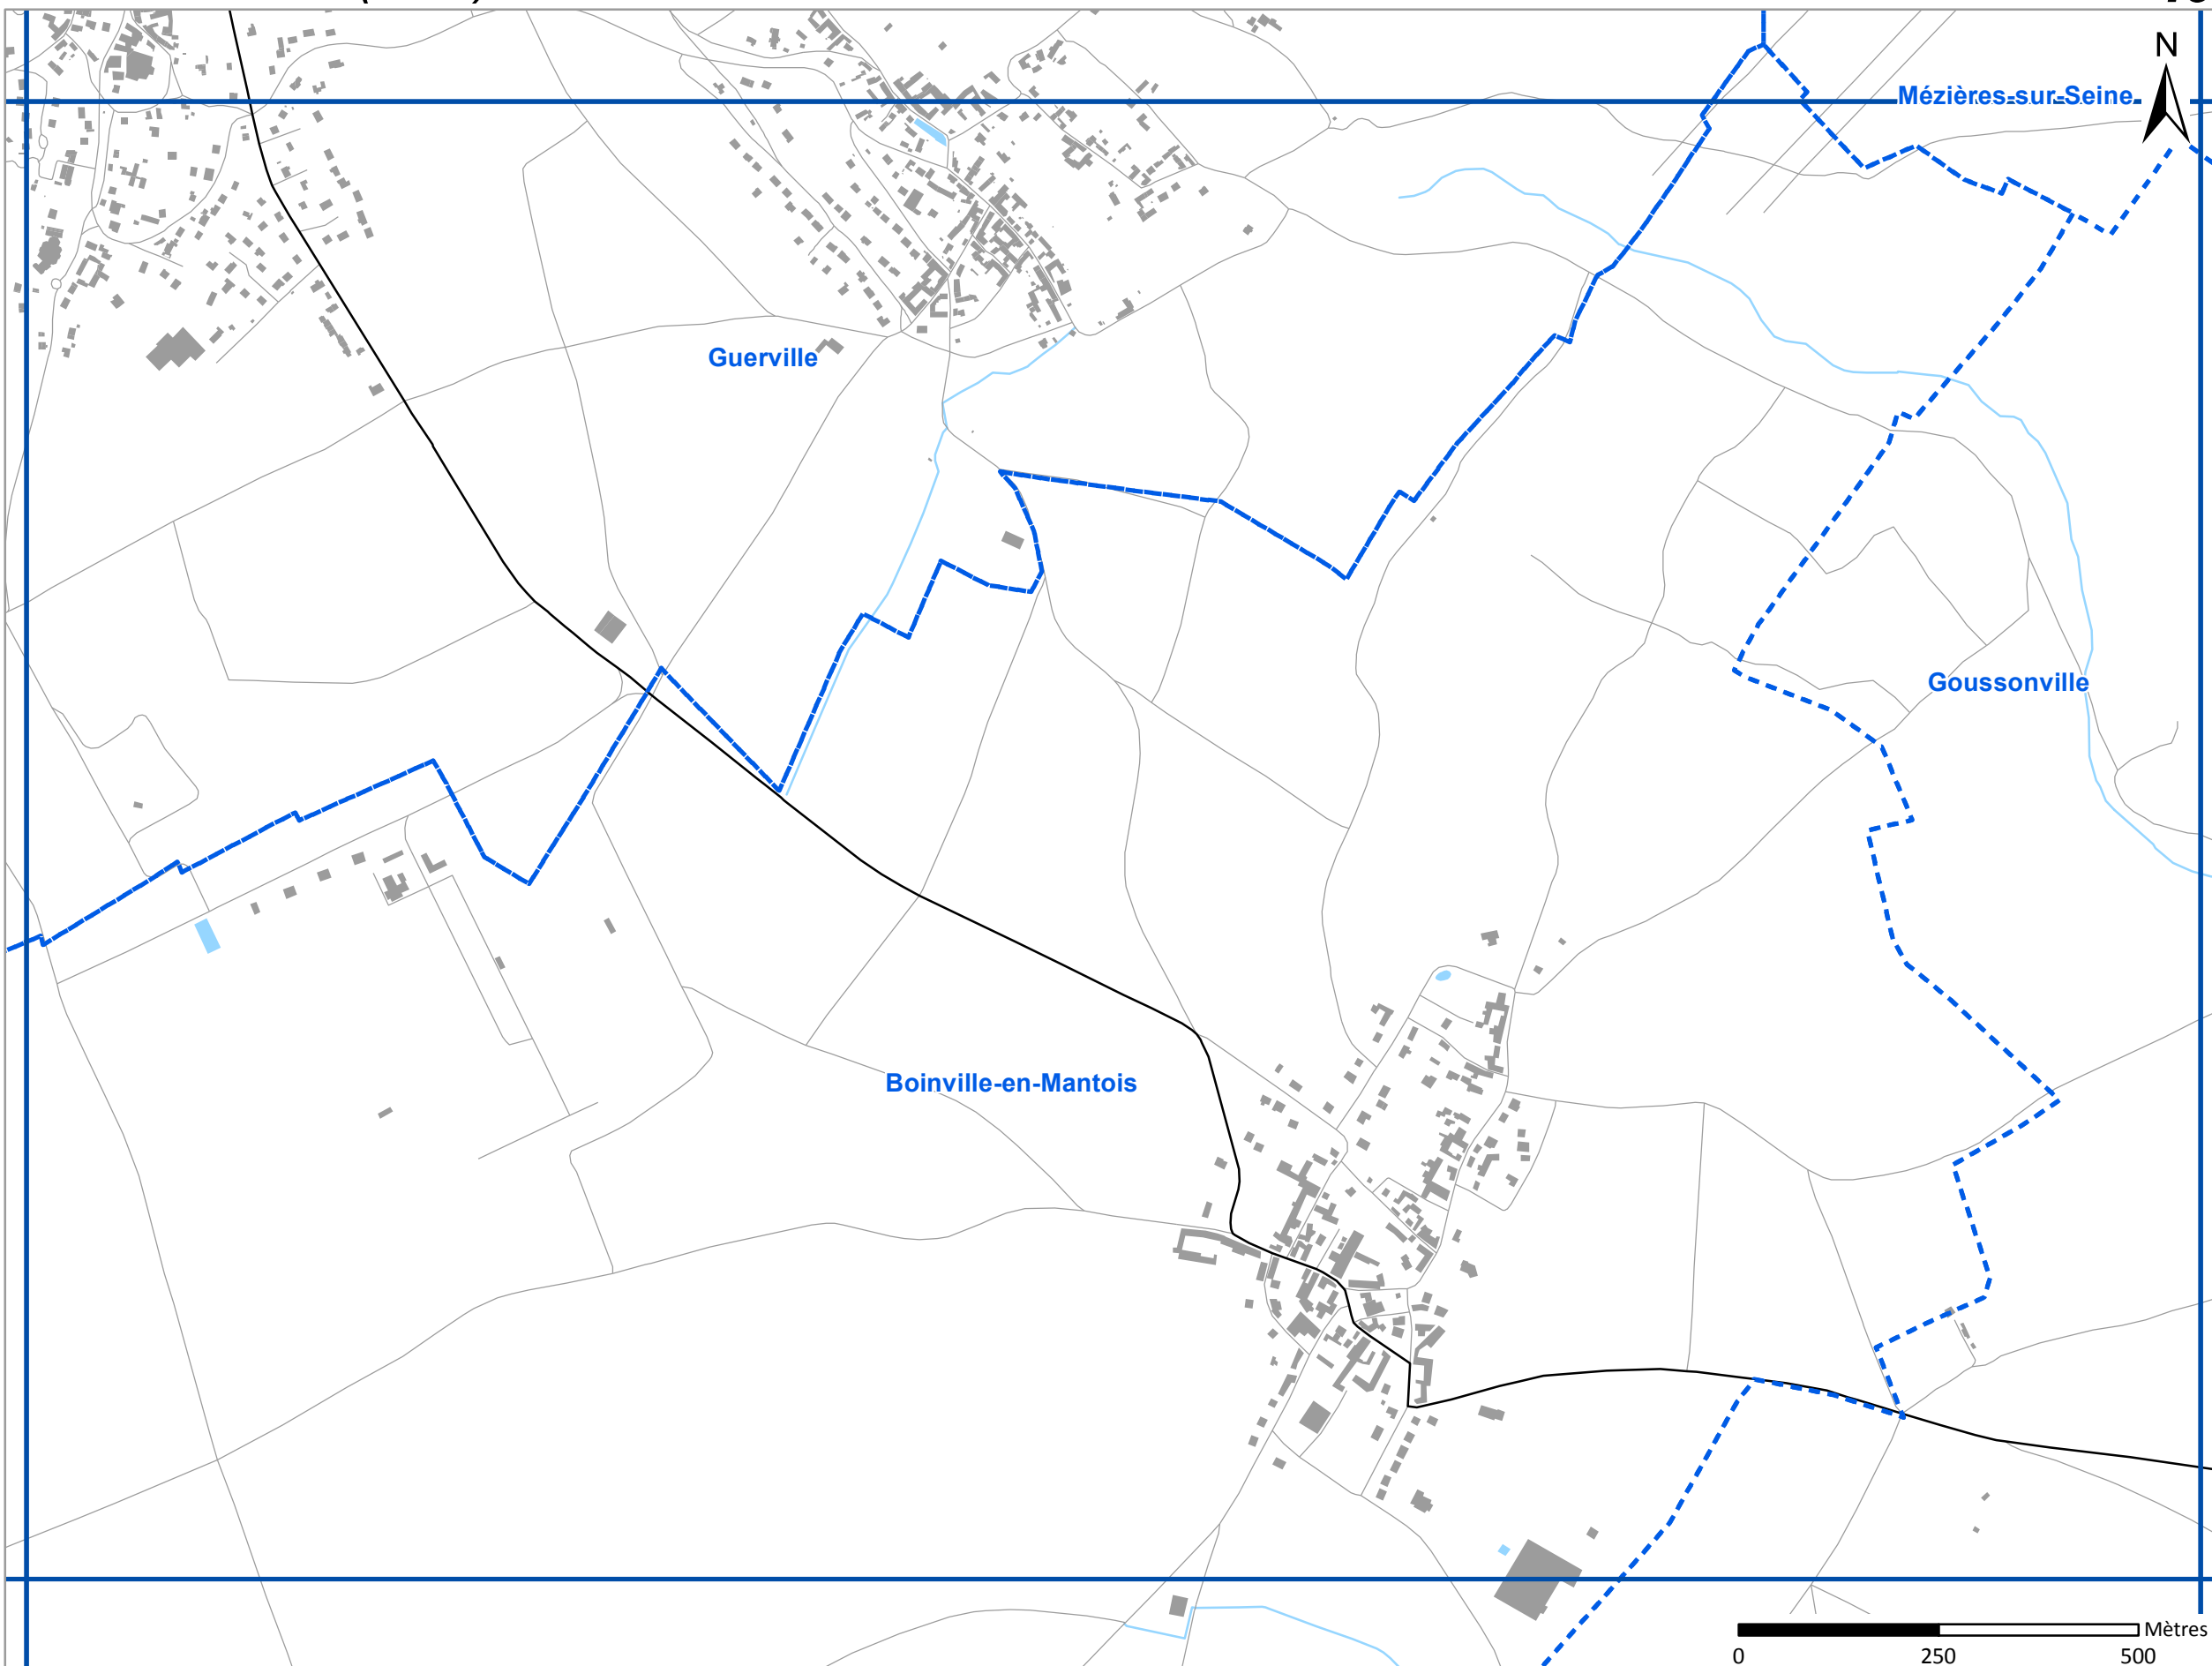 N
Mézières-sur-Seine
Guerville
Goussonville
Boinville-en-Mantois
Mètres
0 250 500